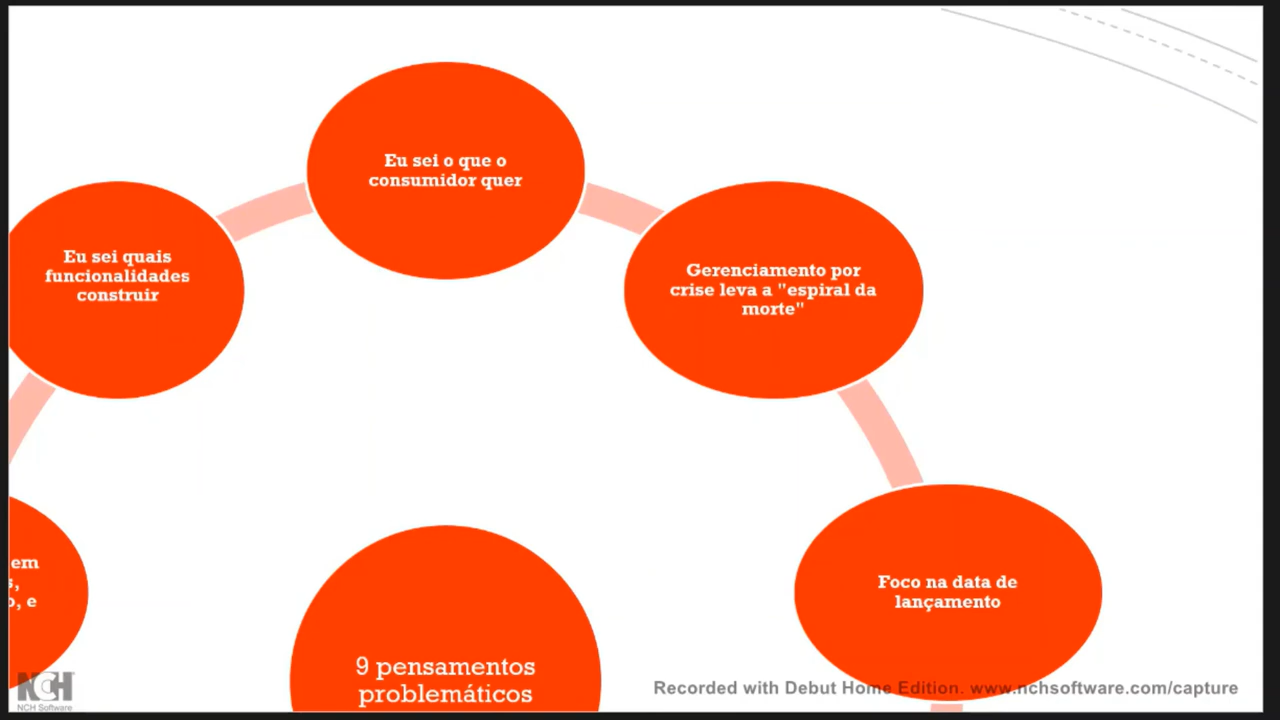 Eu sei o que o
consumidor quer
Eu sei quais
funcionalidades
construir
Gerenciamento por
crise leva a "espiral da
morte"
em
s,
o, e
Foco na data de
lançamento
9 pensamentos
problemáticos
NCH
NCH Software
Recorded with Debut Home Edition. www.nchsoftware.com/capture